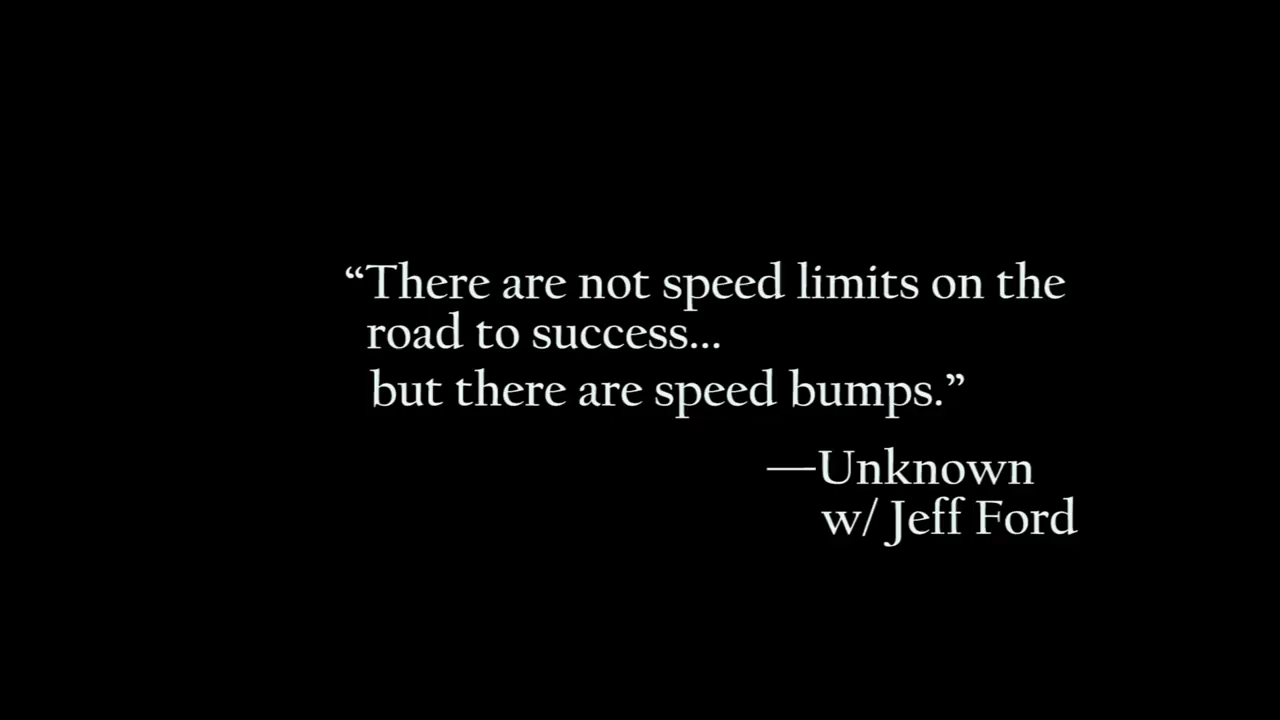 “There are not speed limits on the
road to success...
but there are speed bumps.”
—Unknown
w/ Jeff Ford